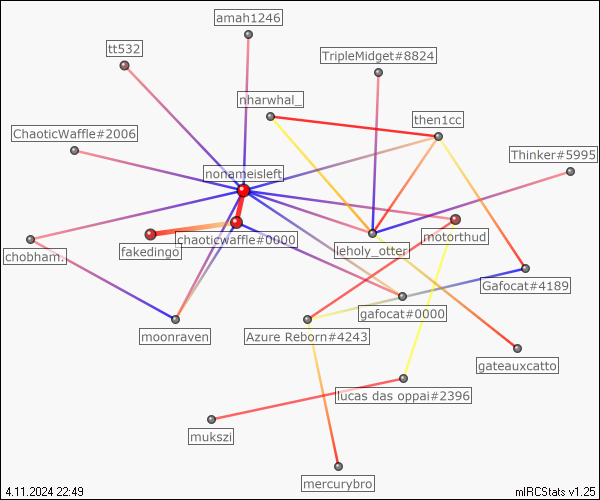 amah1246
tt532
TripleMidget#8824
nharwhal_
then1cc
ChaoticWaffle#2006
Thinker#5995
nonameisleft
motorthud
fakedingo
chaoticwaffle#0000
leholy_otter
chobham.
Gafocat#4189
gafocat#0000
moonraven
Azure Reborn#4243
gateauxcatto
lucas das oppai#2396
mukszi
mercurybro
4.11.2024 22:49
mIRCStats v1.25